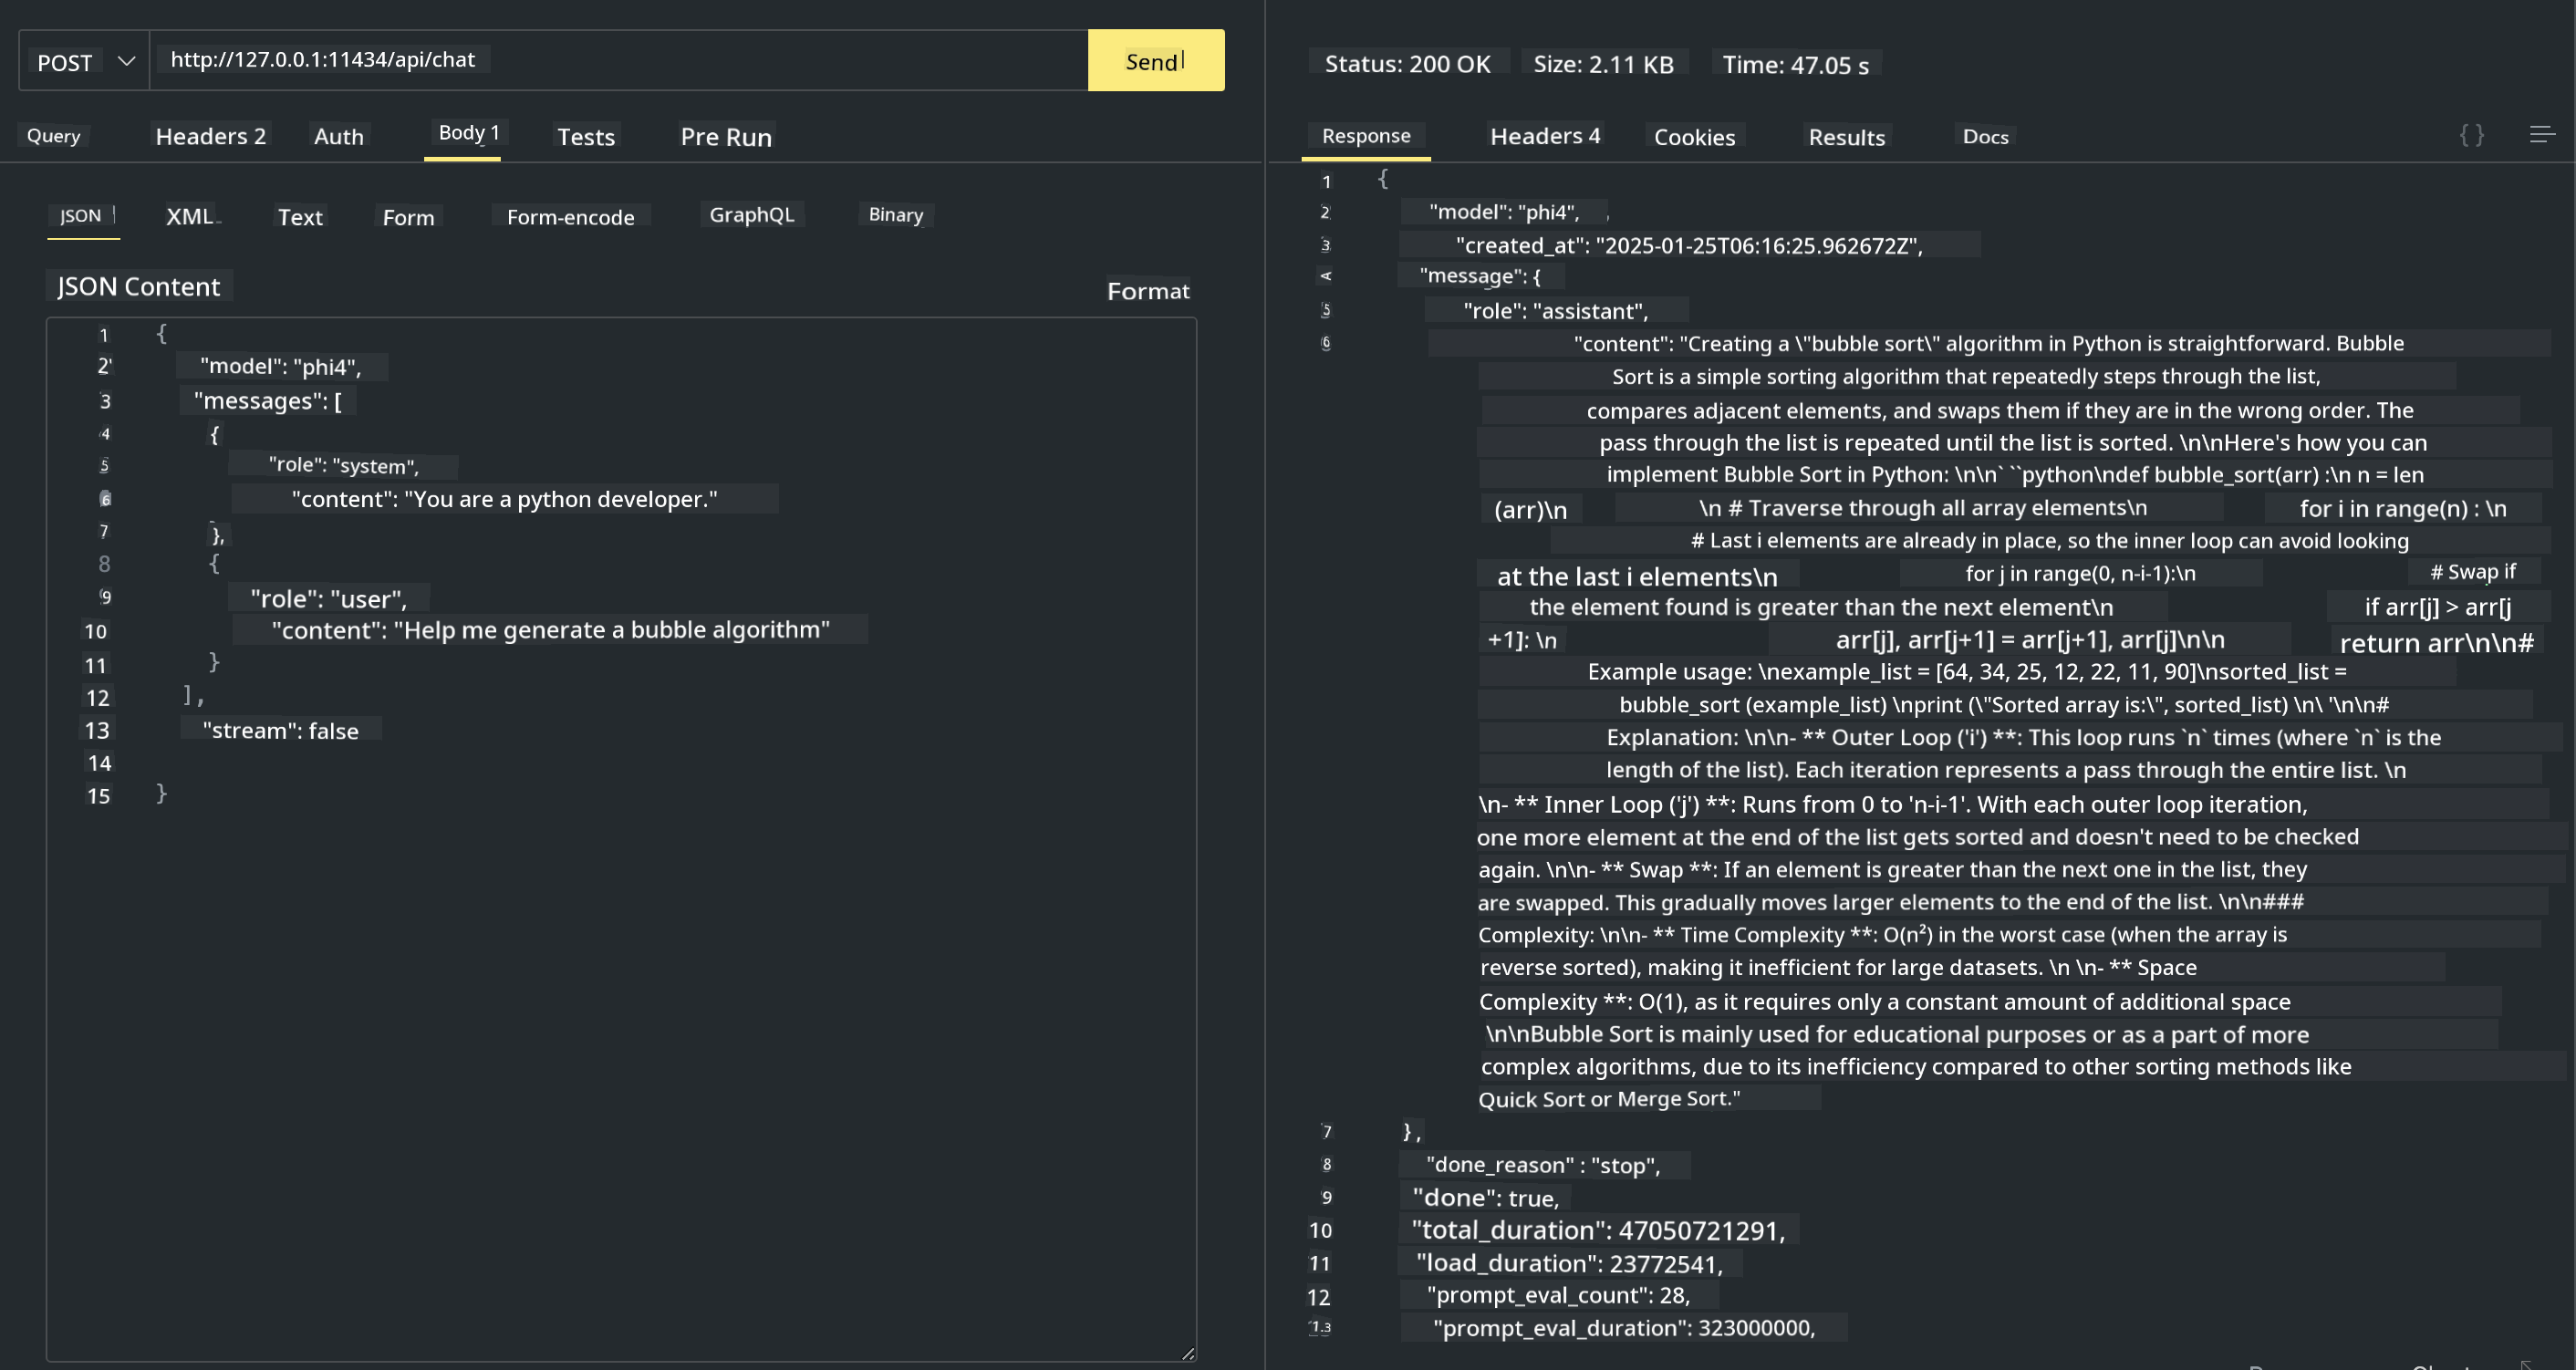 POST http://127.0.0.1:11434/api/chat Send
Query Headers 2 Auth Body 1 Tests Pre Run
JSON XML Text Form Form-encode GraphQL Binary
JSON Content Format
1 {
2 "model": "phi4",
3 "messages": [
4 {
5 "role": "system",
6 "content": "You are a python developer."
7 },
8 {
9 "role": "user",
10 "content": "Help me generate a bubble algorithm"
11 }
12 ],
13 "stream": false
14
15 }
Status: 200 OK Size: 2.11 KB Time: 47.05 s
Response Headers 4 Cookies Results Docs { }
1 {
2 "model": "phi4",
3 "created_at": "2025-01-25T06:16:25.962672Z",
"message": {
5 "role": "assistant",
6 "content": "Creating a \"bubble sort\" algorithm in Python is straightforward. Bubble
Sort is a simple sorting algorithm that repeatedly steps through the list,
compares adjacent elements, and swaps them if they are in the wrong order. The
pass through the list is repeated until the list is sorted. \n\nHere's how you can
implement Bubble Sort in Python: \n\n` ``python\ndef bubble_sort(arr) :\n n = len
(arr)\n \n # Traverse through all array elements\n for i in range(n) : \n
# Last i elements are already in place, so the inner loop can avoid looking
at the last i elements\n for j in range(0, n-i-1):\n # Swap if
the element found is greater than the next element\n if arr[j] > arr[j
+1]: \n arr[j], arr[j+1] = arr[j+1], arr[j]\n\n return arr\n\n#
Example usage: \nexample_list = [64, 34, 25, 12, 22, 11, 90]\nsorted_list =
bubble_sort (example_list) \nprint (\"Sorted array is:\", sorted_list) \n\ '\n\n#
Explanation: \n\n- ** Outer Loop ('i') **: This loop runs `n` times (where `n` is the
length of the list). Each iteration represents a pass through the entire list. \n
\n- ** Inner Loop ('j') **: Runs from 0 to 'n-i-1'. With each outer loop iteration,
one more element at the end of the list gets sorted and doesn't need to be checked
again. \n\n- ** Swap **: If an element is greater than the next one in the list, they
are swapped. This gradually moves larger elements to the end of the list. \n\n###
Complexity: \n\n- ** Time Complexity **: O(n²) in the worst case (when the array is
reverse sorted), making it inefficient for large datasets. \n \n- ** Space
Complexity **: O(1), as it requires only a constant amount of additional space
\n\nBubble Sort is mainly used for educational purposes or as a part of more
complex algorithms, due to its inefficiency compared to other sorting methods like
Quick Sort or Merge Sort."
7 },
8 "done_reason" : "stop",
9 "done": true,
10 "total_duration": 47050721291,
11 "load_duration": 23772541,
12 "prompt_eval_count": 28,
1.3 "prompt_eval_duration": 323000000,